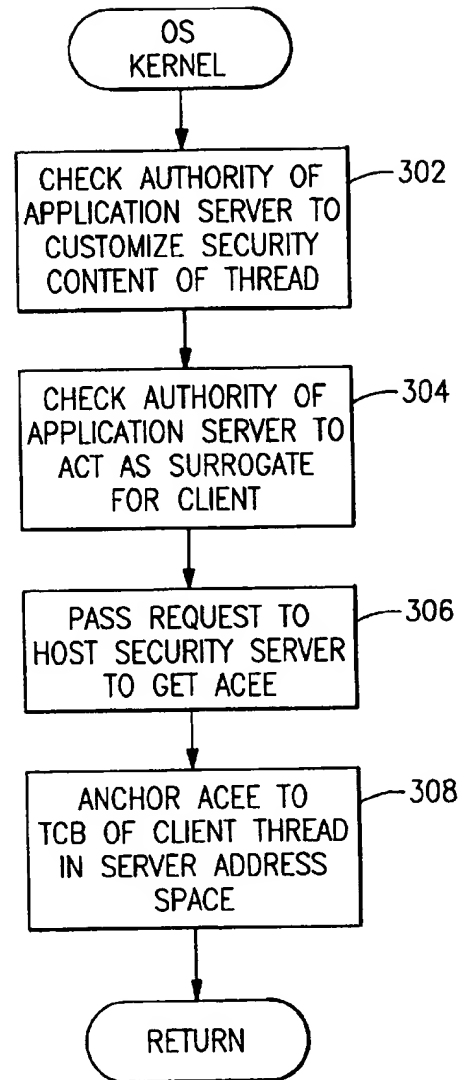 OS
KERNEL
CHECK AUTHORITY OF
APPLICATION SERVER TO
CUSTOMIZE SECURITY
CONTENT OF THREAD
302
CHECK AUTHORITY OF
APPLICATION SERVER TO
ACT AS SURROGATE
FOR CLIENT
304
PASS REQUEST TO
HOST SECURITY SERVER
TO GET ACEE
306
ANCHOR ACEE TO
TCB OF CLIENT THREAD
IN SERVER ADDRESS
SPACE
308
RETURN